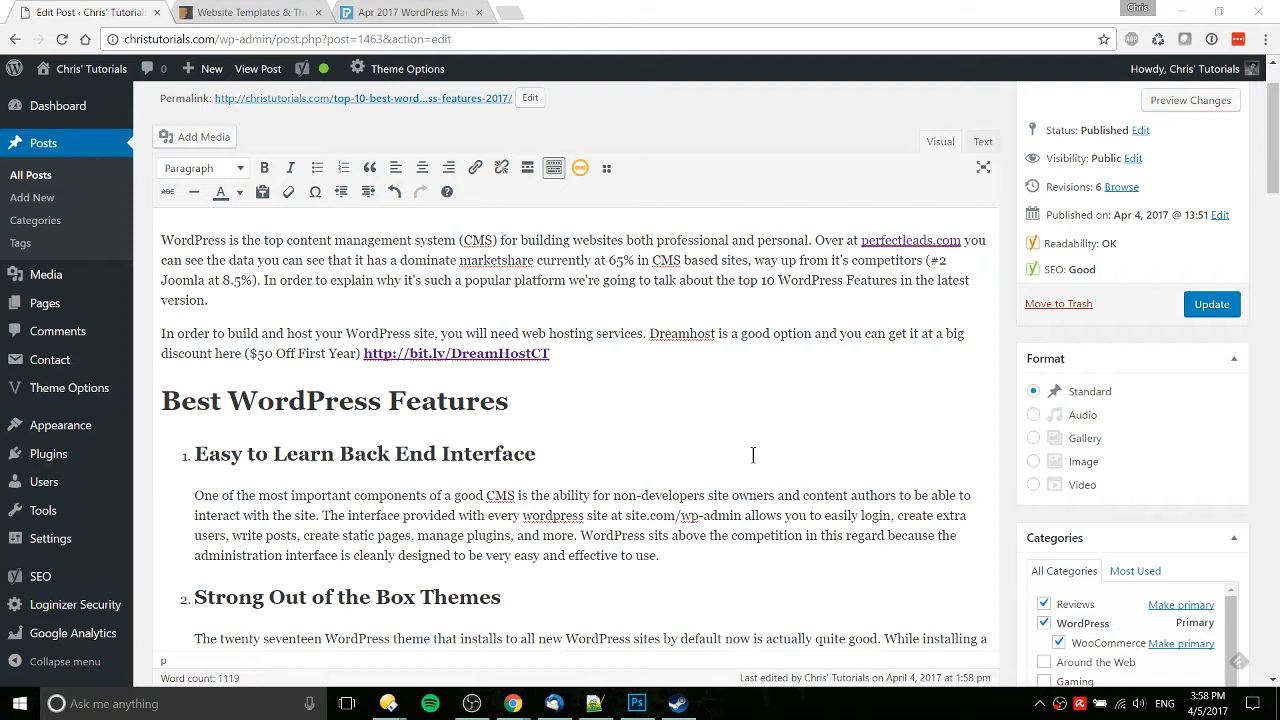 Edit Post ‹ Chris' Tutorials
Website Templates & Th
Apr 2017 WordPress Ma
Chris
christutorials.com/wp-admin/post.php?post=1463&action=edit
Chris' Tutorials
0
New
View Post
Theme Options
Howdy, Chris' Tutorials
Dashboard
Posts
All Posts
Add New
Categories
Tags
Media
Pages
Comments
Contact
Theme Options
Appearance
Plugins
Users
Tools
Settings
SEO
Loginizer Security
Google Analytics
Collapse menu
Permalink: http://christutorials.com/top-10-best-word...ss-features-2017/ Edit
Add Media
Visual
Text
Paragraph
WordPress is the top content management system (CMS) for building websites both professional and personal. Over at perfectleads.com you
can see the data you can see that it has a dominate marketshare currently at 65% in CMS based sites, way up from it's competitors (#2
Joomla at 8.5%). In order to explain why it's such a popular platform we're going to talk about the top 10 WordPress Features in the latest
version.
In order to build and host your WordPress site, you will need web hosting services. Dreamhost is a good option and you can get it at a big
discount here ($50 Off First Year) http://bit.lv/DreamHostCT
Best WordPress Features
1. Easy to Learn Back End Interface
One of the most important components of a good CMS is the ability for non-developers site owners and content authors to be able to
interact with the site. The interface provided with every wordpress site at site.com/wp-admin allows you to easily login, create extra
users, write posts, create static pages, manage plugins, and more. WordPress sits above the competition in this regard because the
administration interface is cleanly designed to be very easy and effective to use.
2. Strong Out of the Box Themes
The twenty seventeen WordPress theme that installs to all new WordPress sites by default now is actually quite good. While installing a
p
Word count: 1119
Last edited by Chris' Tutorials on April 4, 2017 at 1:58 pm
Preview Changes
Status: Published Edit
Visibility: Public Edit
Revisions: 6 Browse
Published on: Apr 4, 2017 @ 13:51 Edit
Readability: OK
SEO: Good
Move to Trash
Update
Format
Standard
Audio
Gallery
Image
Video
Categories
All Categories
Most Used
Reviews Make primary
WordPress Primary
WooCommerce Make primary
Around the Web
Gaming
Ask me anything
Ps
ENG
3:58 PM
4/5/2017